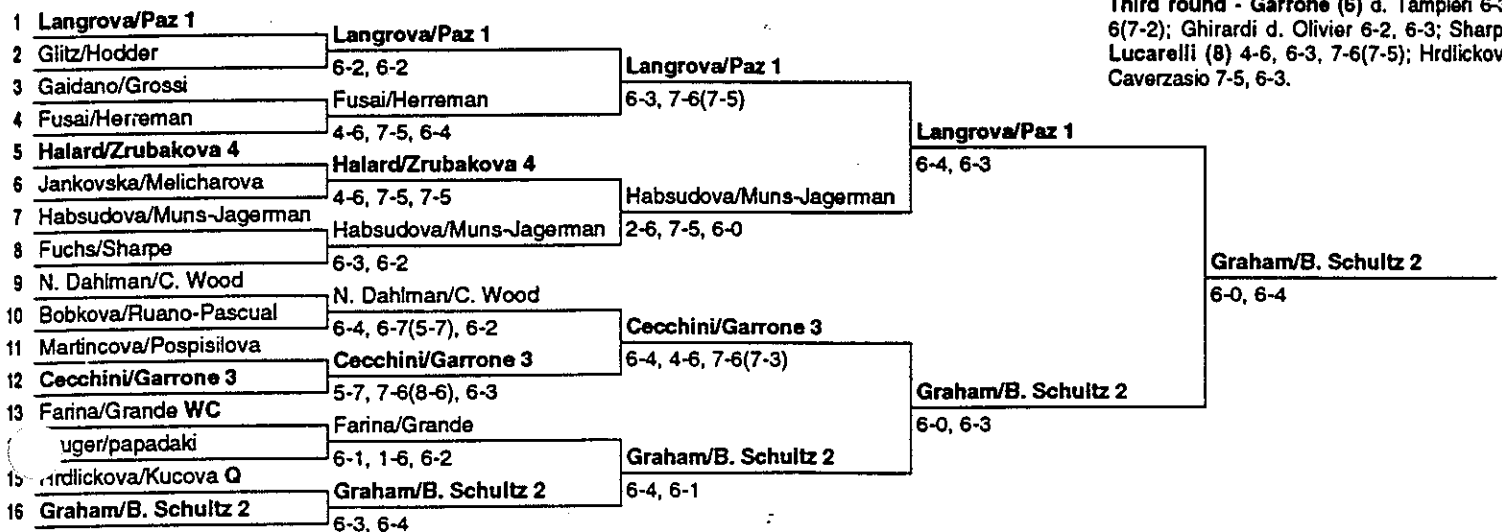 1 Langrova/Paz 1
2 Glitz/Hodder
3 Gaidano/Grossi
4 Fusai/Herreman
5 Halard/Zrubakova 4
6 Jankovska/Melicharova
7 Habsudova/Muns-Jagerman
8 Fuchs/Sharpe
9 N. Dahlman/C. Wood
10 Bobkova/Ruano-Pascual
11 Martincova/Pospisilova
12 Cecchini/Garrone 3
13 Farina/Grande WC
uger/papadaki
15 Hrdlickova/Kucova Q
16 Graham/B. Schultz 2
Langrova/Paz 1
6-2, 6-2
Fusai/Herreman
4-6, 7-5, 6-4
Halard/Zrubakova 4
4-6, 7-5, 7-5
Habsudova/Muns-Jagerman
6-3, 6-2
N. Dahlman/C. Wood
6-4, 6-7(5-7), 6-2
Cecchini/Garrone 3
5-7, 7-6(8-6), 6-3
Farina/Grande
6-1, 1-6, 6-2
Graham/B. Schultz 2
6-3, 6-4
Langrova/Paz 1
6-3, 7-6(7-5)
Habsudova/Muns-Jagerman
2-6, 7-5, 6-0
Cecchini/Garrone 3
6-4, 4-6, 7-6(7-3)
Graham/B. Schultz 2
6-4, 6-1
Langrova/Paz 1
6-4, 6-3
Graham/B. Schultz 2
6-0, 6-3
Graham/B. Schultz 2
6-0, 6-4
Third round - Garrone (6) d. Tampieri 6-3
6(7-2); Ghirardi d. Olivier 6-2, 6-3; Sharp
Lucarelli (8) 4-6, 6-3, 7-6(7-5); Hrdlickov
Caverzasio 7-5, 6-3.